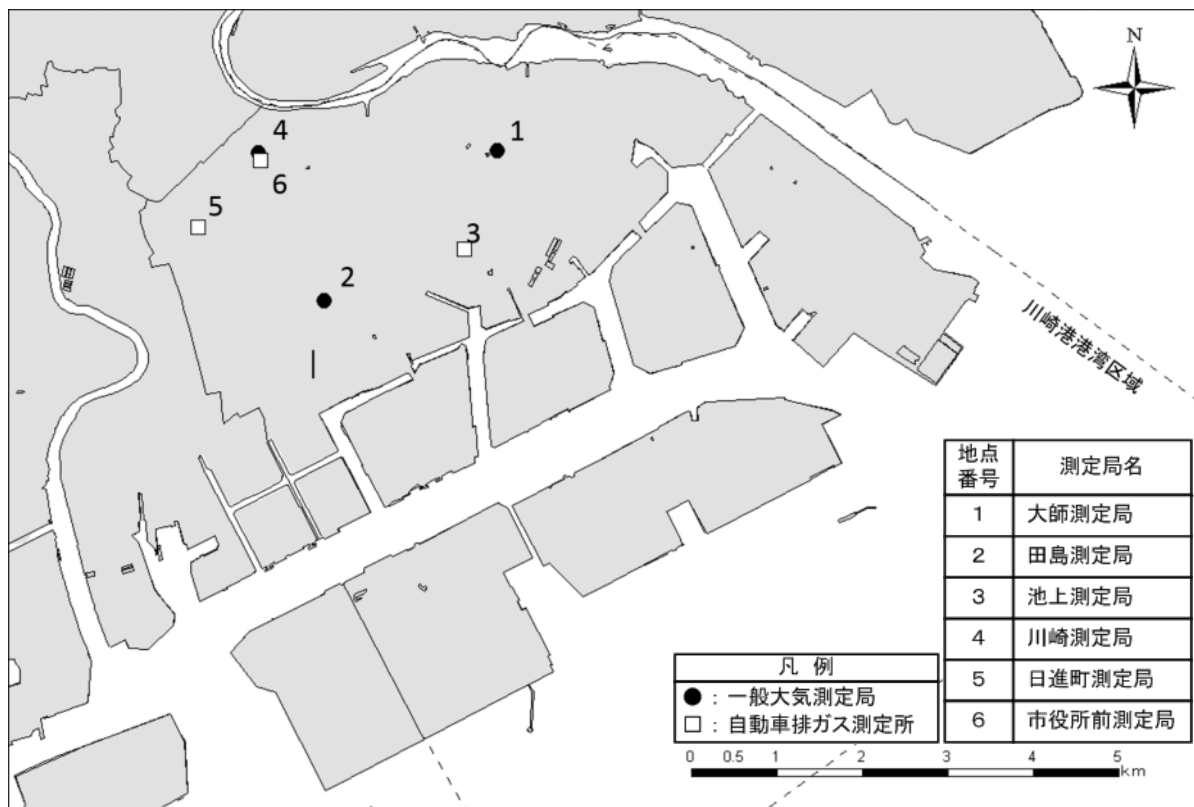 N
4
1
6
5
3
2
川崎港港湾区域
地点番号 測定局名
1 大師測定局
2 田島測定局
3 池上測定局
4 川崎測定局
5 日進町測定局
6 市役所前測定局
凡 例
● : 一般大気測定局
□ : 自動車排ガス測定所
0 0.5 1 2 3 4 5
km